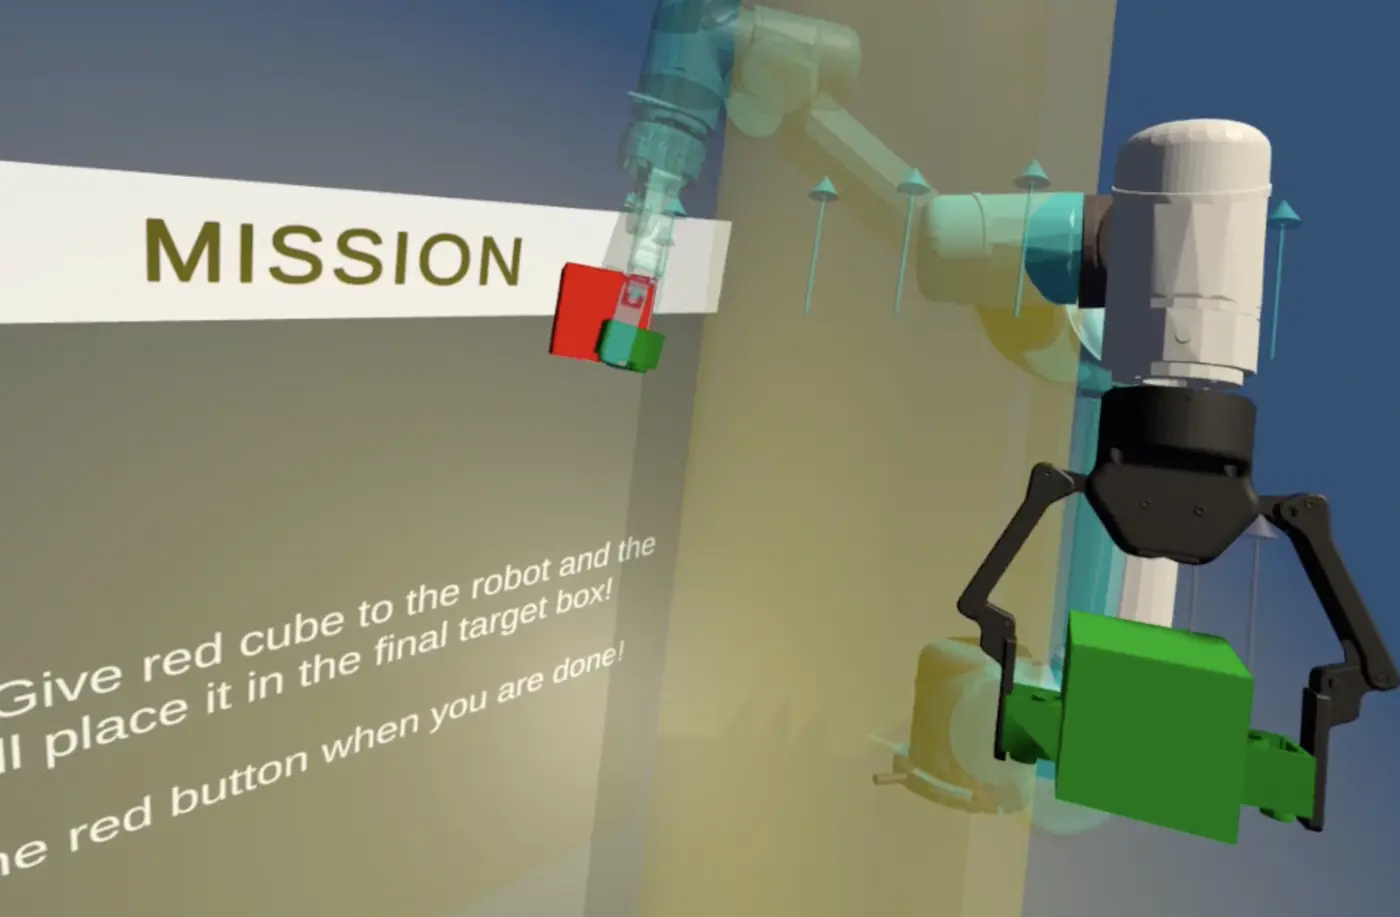 MISSION
Give red cube to the robot and the
ll place it in the final target box!
he red button when you are done!